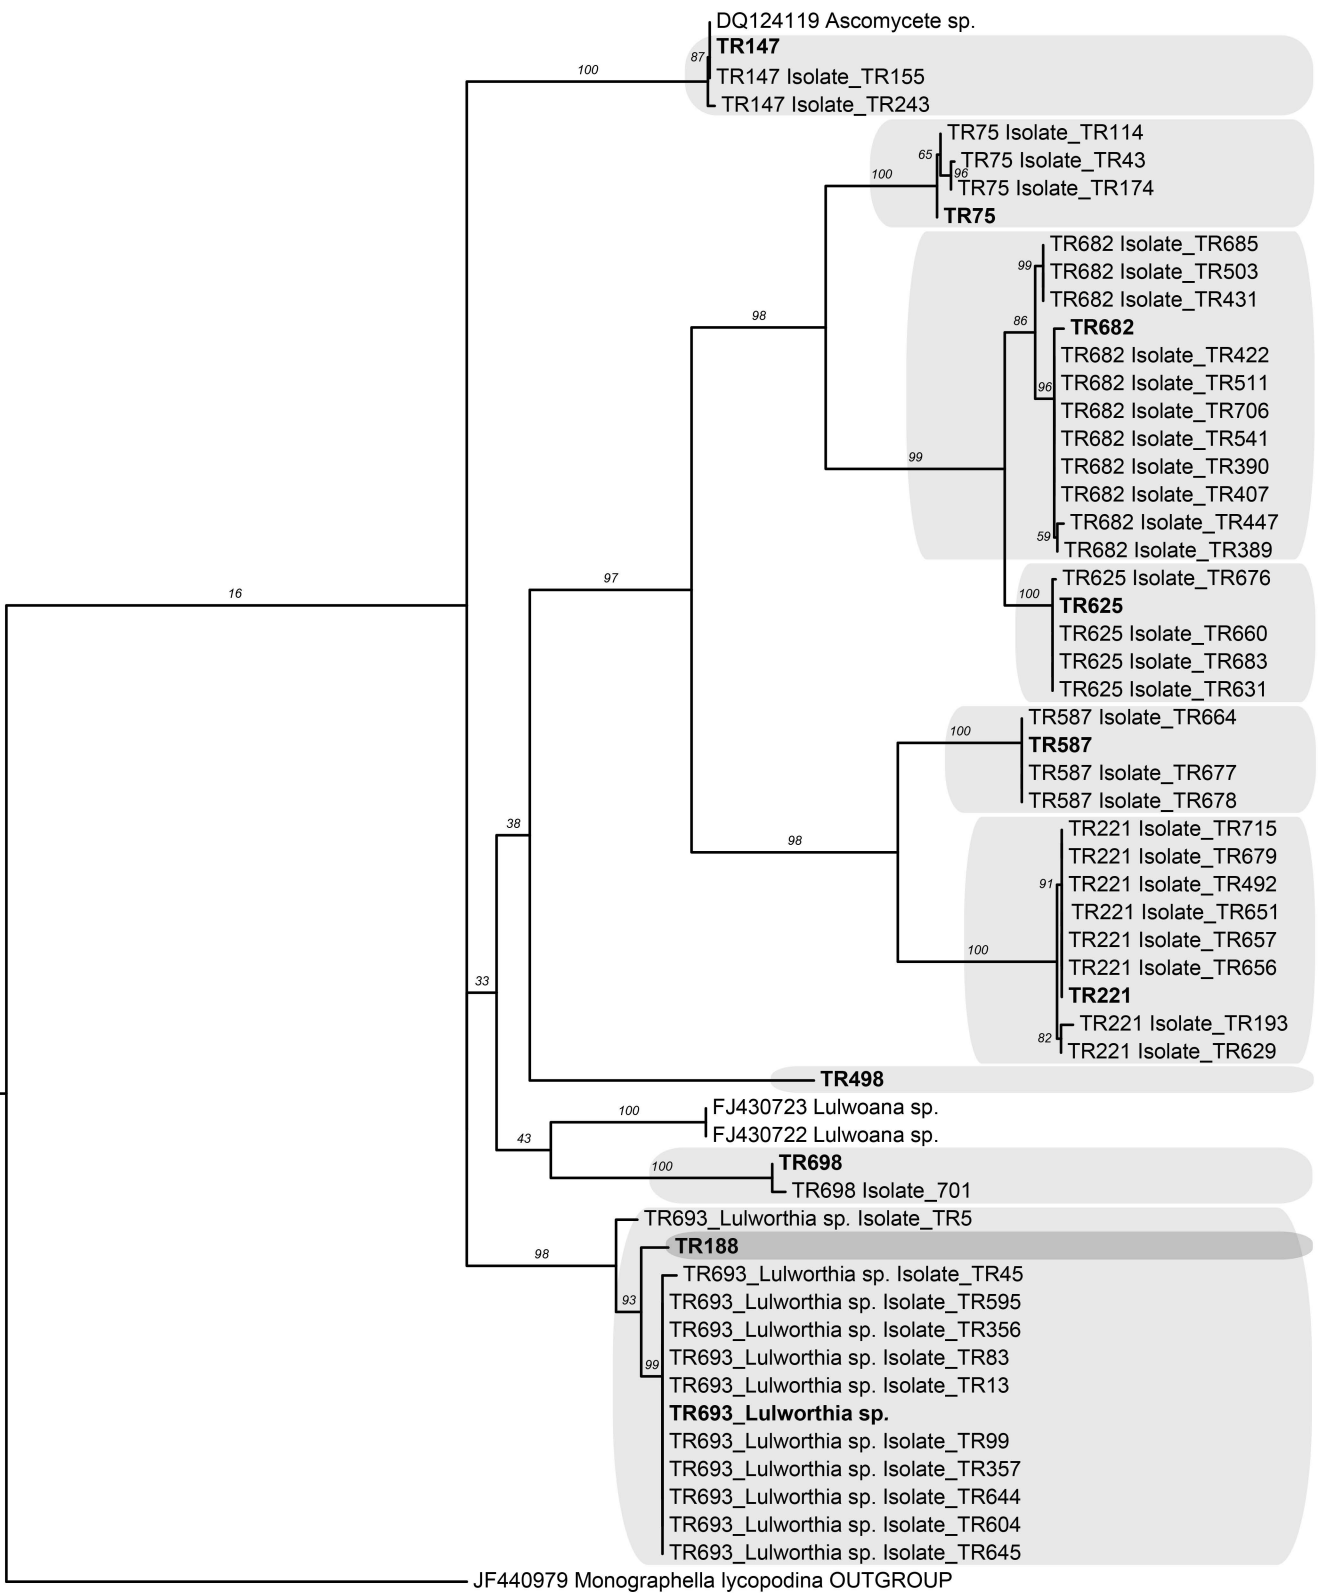 DQ124119 Ascomycete sp.
TR147
87
TR147 Isolate_TR155
100
TR147 Isolate_TR243
TR75 Isolate_TR114
65
TR75 Isolate_TR43
100
96
TR75 Isolate_TR174
TR75
TR682 Isolate_TR685
99
TR682 Isolate_TR503
TR682 Isolate_TR431
98
86
TR682
TR682 Isolate_TR422
96
TR682 Isolate_TR511
TR682 Isolate_TR706
TR682 Isolate_TR541
99
TR682 Isolate_TR390
TR682 Isolate_TR407
TR682 Isolate_TR447
59
TR682 Isolate_TR389
97
TR625 Isolate_TR676
16
100
TR625
TR625 Isolate_TR660
TR625 Isolate_TR683
TR625 Isolate_TR631
TR587 Isolate_TR664
100
TR587
TR587 Isolate_TR677
TR587 Isolate_TR678
38
TR221 Isolate_TR715
98
TR221 Isolate_TR679
91
TR221 Isolate_TR492
TR221 Isolate_TR651
TR221 Isolate_TR657
100
TR221 Isolate_TR656
33
TR221
TR221 Isolate_TR193
82
TR221 Isolate_TR629
TR498
100
FJ430723 Lulwoana sp.
43
FJ430722 Lulwoana sp.
100
TR698
TR698 Isolate_701
TR693_Lulworthia sp. Isolate_TR5
98
TR188
TR693_Lulworthia sp. Isolate_TR45
93
TR693_Lulworthia sp. Isolate_TR595
TR693_Lulworthia sp. Isolate_TR356
99
TR693_Lulworthia sp. Isolate_TR83
TR693_Lulworthia sp. Isolate_TR13
TR693_Lulworthia sp.
TR693_Lulworthia sp. Isolate_TR99
TR693_Lulworthia sp. Isolate_TR357
TR693_Lulworthia sp. Isolate_TR644
TR693_Lulworthia sp. Isolate_TR604
TR693_Lulworthia sp. Isolate_TR645
JF440979 Monographella lycopodina OUTGROUP